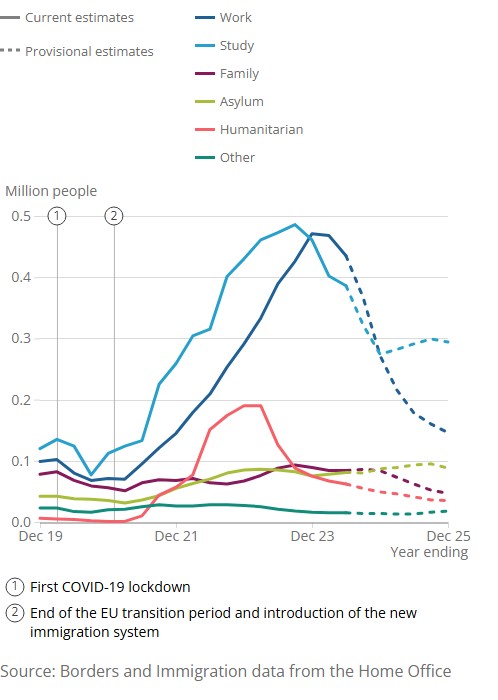 Current estimates
Provisional estimates
Work
Study
Family
Asylum
Humanitarian
Other
Million people
1
2
0.5
0.4
0.3
0.2
0.1
0.0
Dec 19
Dec 21
Dec 23
Dec 25
Year ending
1 First COVID-19 lockdown
2 End of the EU transition period and introduction of the new
immigration system
Source: Borders and Immigration data from the Home Office